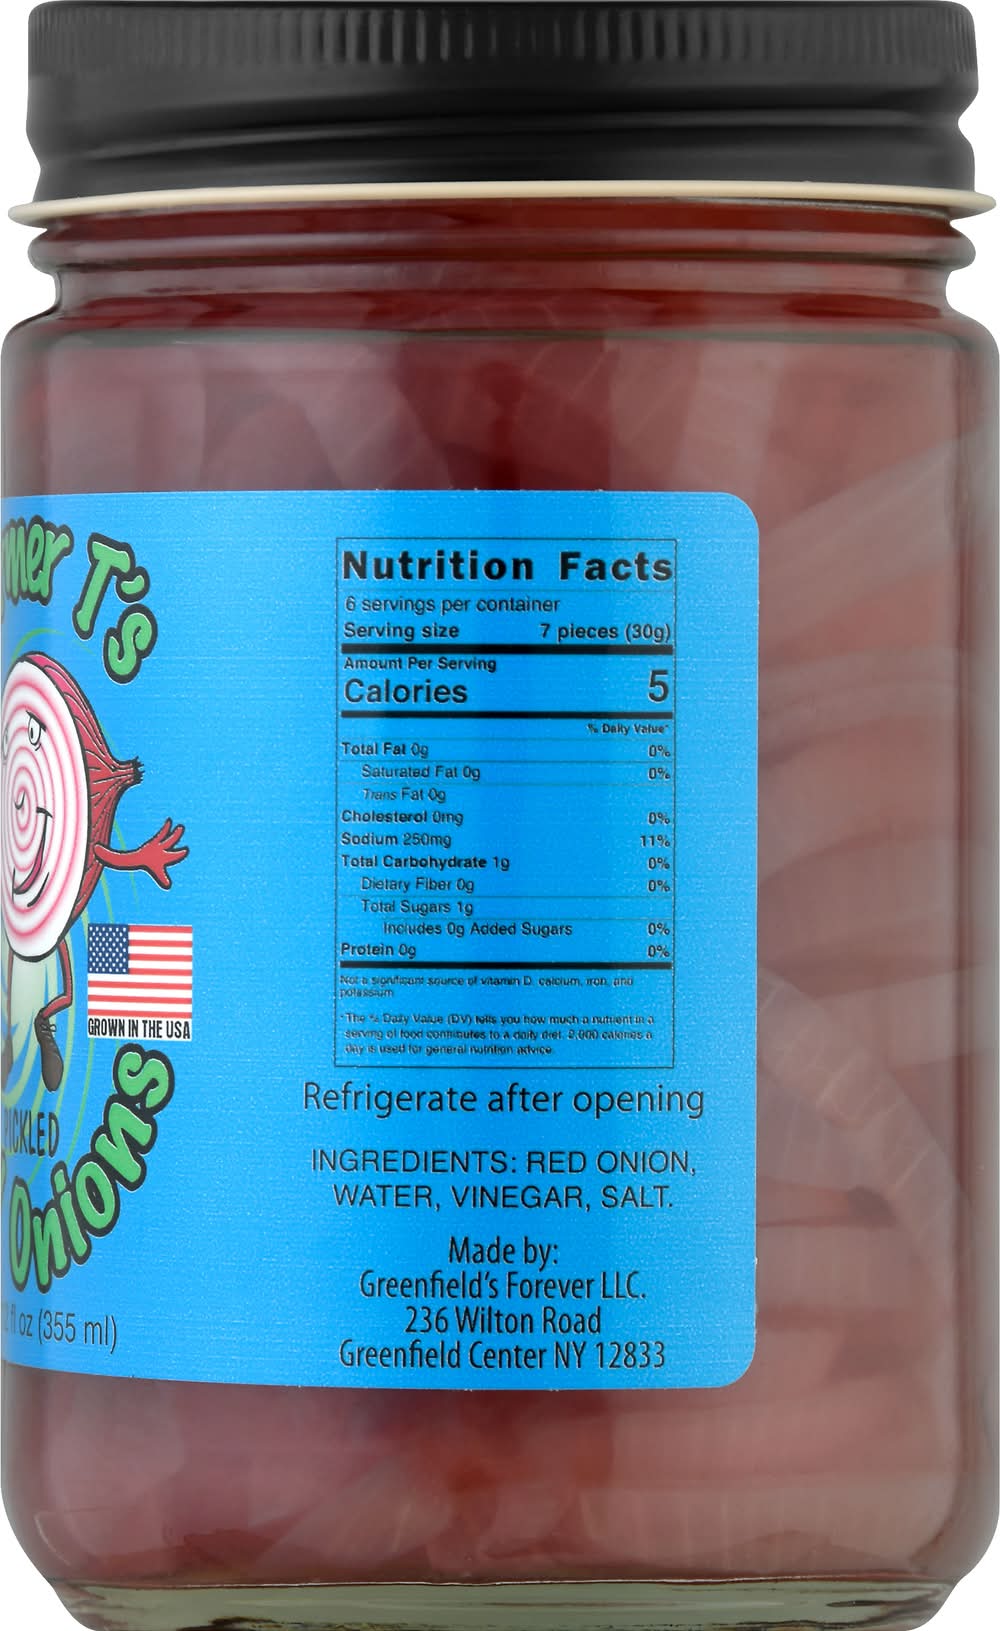 T's
GROWN IN THE USA
PICKLED
Onions
fl oz (355 ml)
Nutrition Facts
6 servings per container
Serving size 7 pieces (30g)
Amount Per Serving
Calories 5
% Daily Value*
Total Fat 0g 0%
Saturated Fat 0g 0%
Trans Fat 0g
Cholesterol 0mg 0%
Sodium 250mg 11%
Total Carbohydrate 1g 0%
Dietary Fiber 0g 0%
Total Sugars 1g
Includes 0g Added Sugars 0%
Protein 0g 0%
Not a significant source of vitamin D, calcium, iron, and
potassium
*The % Daily Value (DV) tells you how much a nutrient in a
serving of food contributes to a daily diet. 2,000 calories a
day is used for general nutrition advice.
Refrigerate after opening
INGREDIENTS: RED ONION,
WATER, VINEGAR, SALT.
Made by:
Greenfield's Forever LLC.
236 Wilton Road
Greenfield Center NY 12833